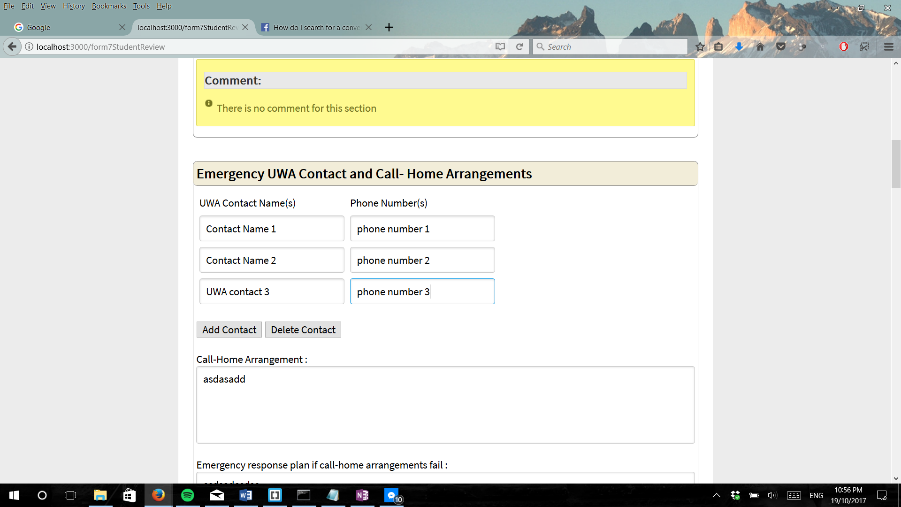 File Edit View History Bookmarks Tools Help
Google
localhost:3000/form7StudentRe
How do I search for a conve
localhost:3000/form7StudentReview
Search
Comment:
There is no comment for this section
Emergency UWA Contact and Call- Home Arrangements
UWA Contact Name(s) Phone Number(s)
Contact Name 1 phone number 1
Contact Name 2 phone number 2
UWA contact 3 phone number 3
Add Contact Delete Contact
Call-Home Arrangement :
asdasadd
Emergency response plan if call-home arrangements fail :
ENG
10:56 PM
19/10/2017
10